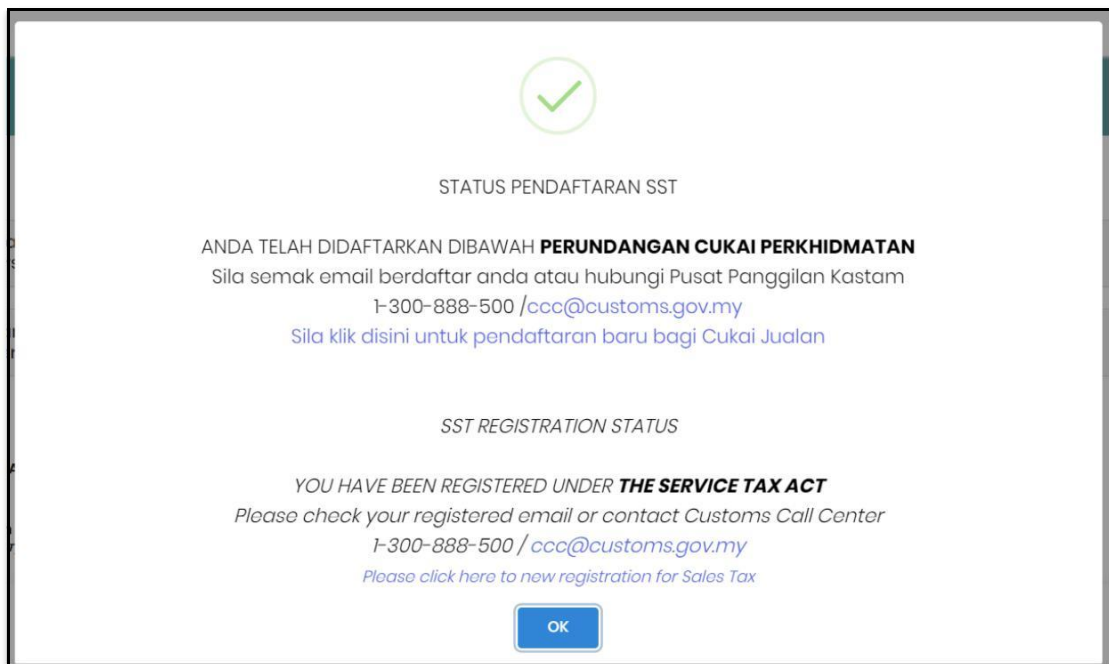 STATUS PENDAFTARAN SST
ANDA TELAH DIDAFTARKAN DIBAWAH PERUNDANGAN CUKAI PERKHIDMATAN
Sila semak email berdaftar anda atau hubungi Pusat Panggilan Kastam
1-300-888-500 /ccc@customs.gov.my
Sila klik disini untuk pendaftaran baru bagi Cukai Jualan
SST REGISTRATION STATUS
YOU HAVE BEEN REGISTERED UNDER THE SERVICE TAX ACT
Please check your registered email or contact Customs Call Center
1-300-888-500 / ccc@customs.gov.my
Please click here to new registration for Sales Tax
OK